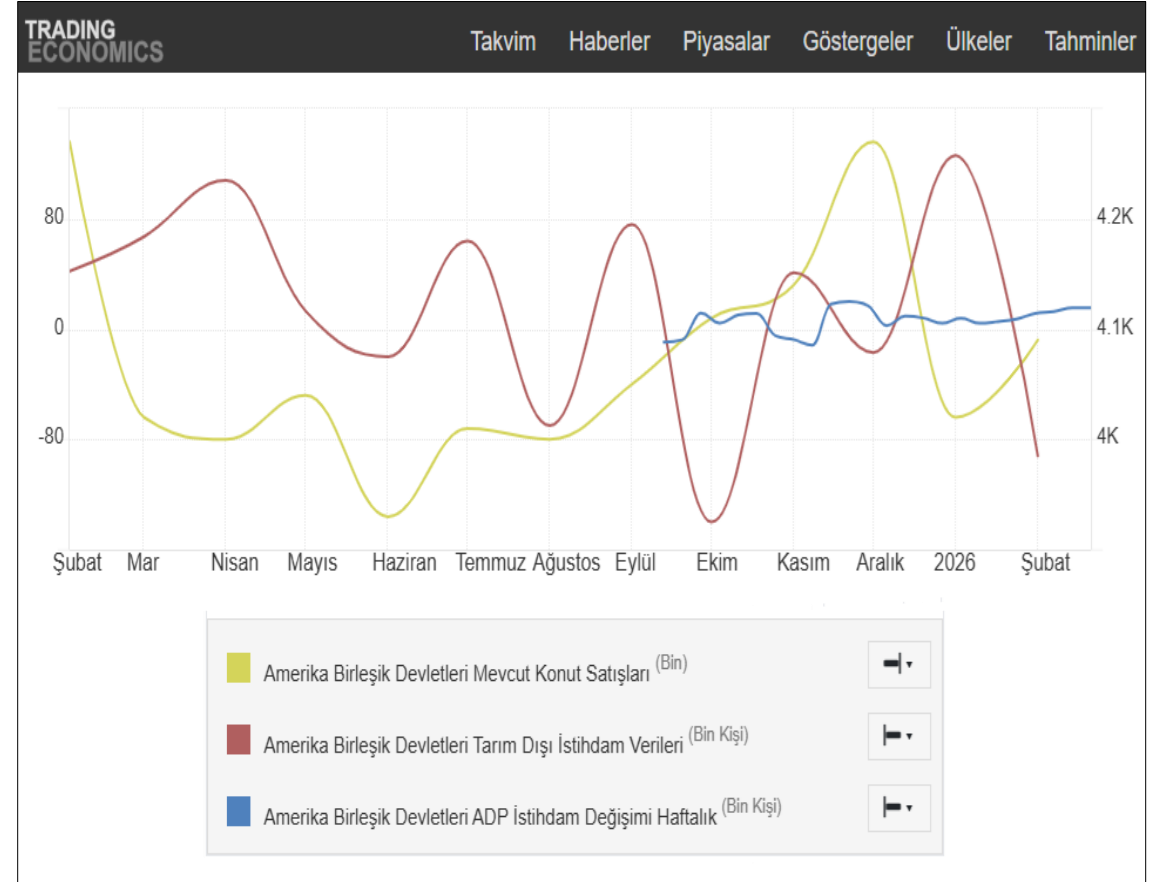 TRADING
ECONOMICS
Takvim Haberler Piyasalar Göstergeler Ülkeler Tahminler
80 4.2K
0 4.1K
-80 4K
Şubat Mar Nisan Mayıs Haziran Temmuz Ağustos Eylül Ekim Kasım Aralık 2026 Şubat
Amerika Birleşik Devletleri Mevcut Konut Satışları (Bin)
Amerika Birleşik Devletleri Tarım Dışı İstihdam Verileri (Bin Kişi)
Amerika Birleşik Devletleri ADP İstihdam Değişimi Haftalık (Bin Kişi)